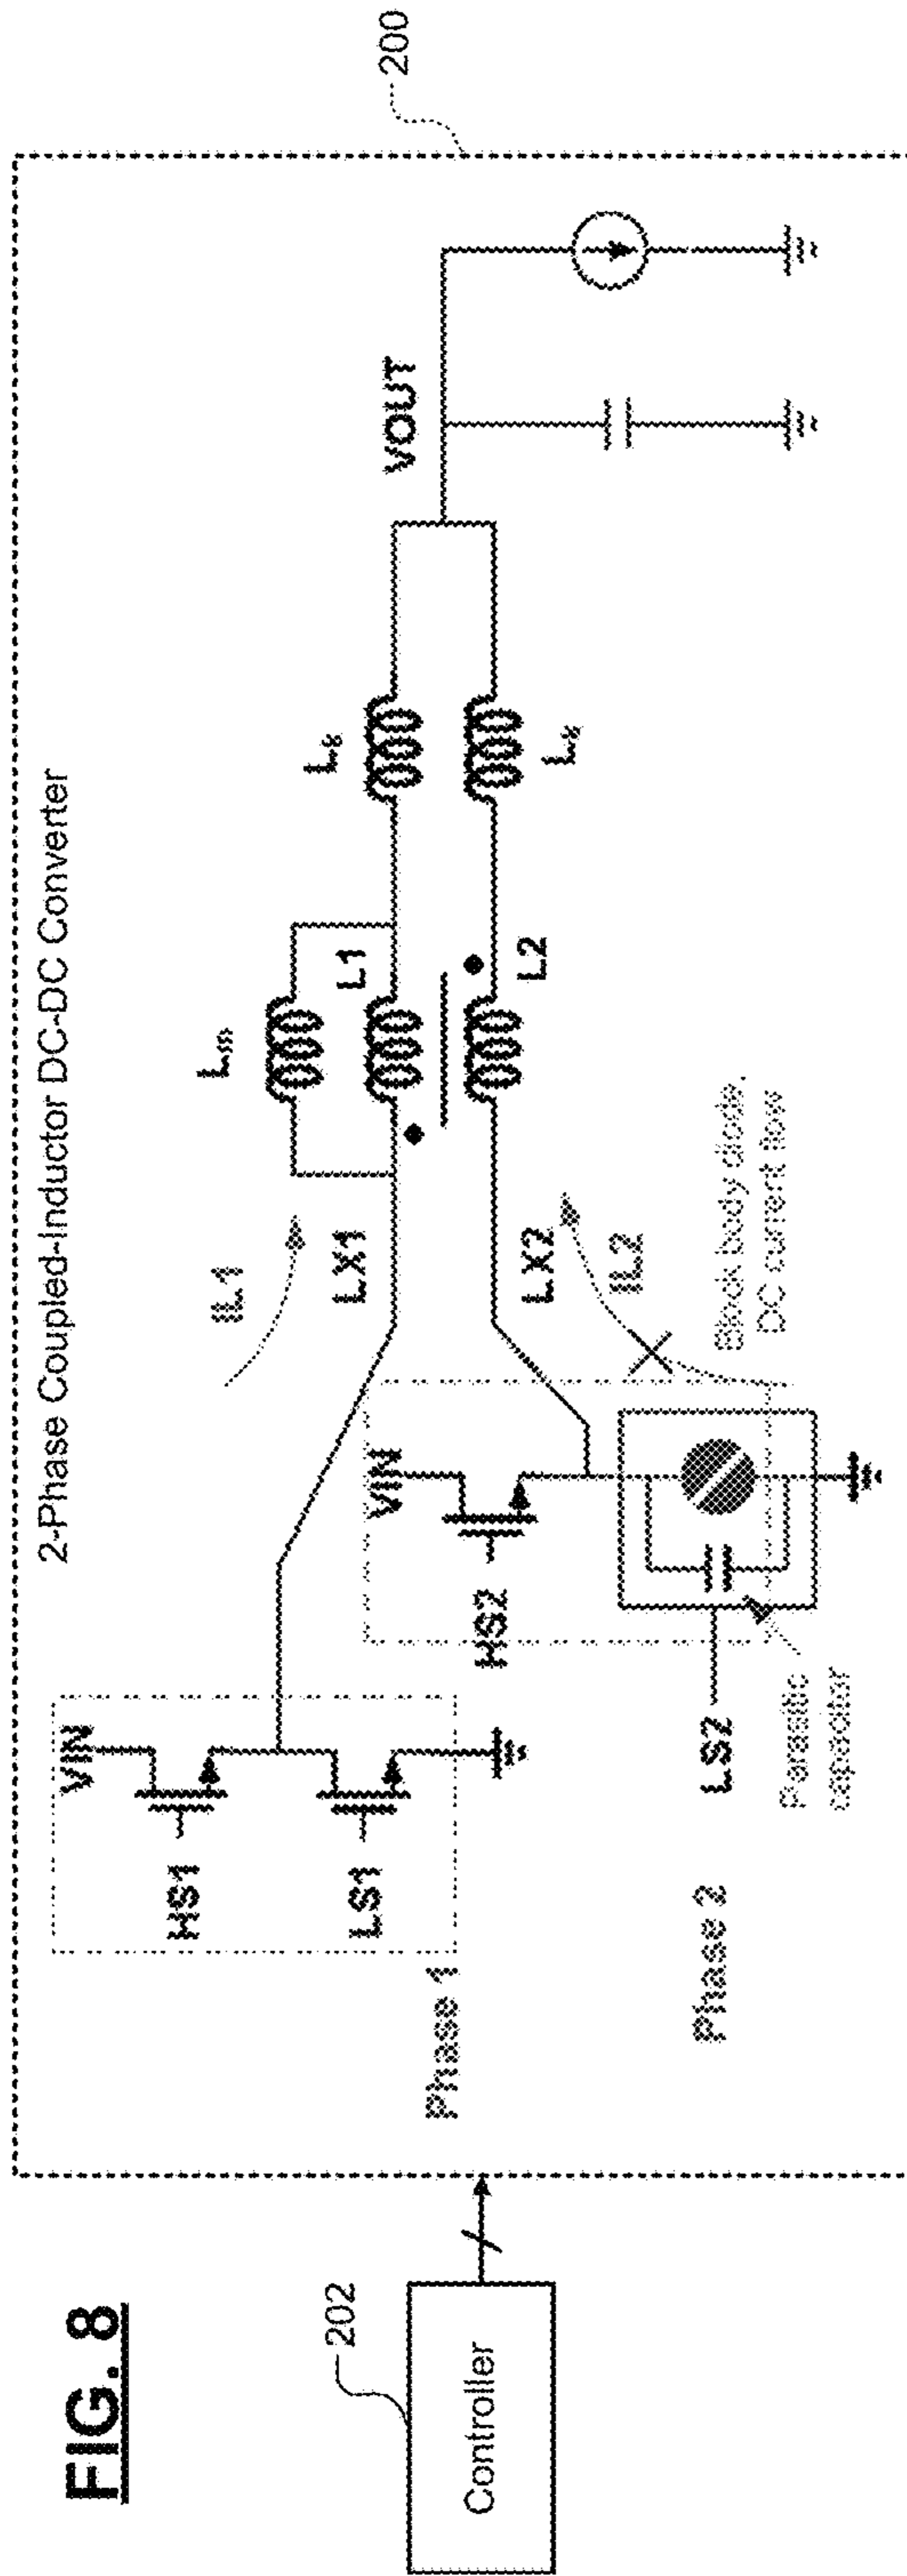 FIG. 8
2-Phase Coupled-Inductor DC-DC Converter
200
202
Controller
VIN
HS1
LS1
Phase 1
IL1
LX1
Lm
L1
Lk
VOUT
VIN
HS2
LX2
IL2
L2
Lk
LS2
Phase 2
Parasitic
capacitor
Block body diode,
DC current flow